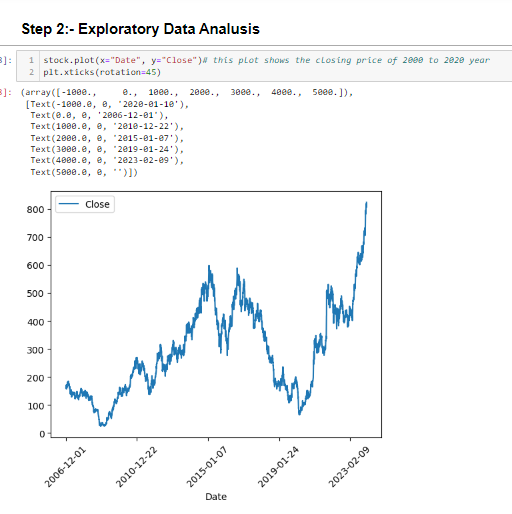 Step 2:- Exploratory Data Analusis
1 stock.plot(x="Date", y="Close")# this plot shows the closing price of 2000 to 2020 year
2 plt.xticks(rotation=45)
(array([-1000., 0., 1000., 2000., 3000., 4000., 5000.]),
[Text(-1000.0, 0, '2020-01-10'),
Text(0.0, 0, '2006-12-01'),
Text(1000.0, 0, '2010-12-22'),
Text(2000.0, 0, '2015-01-07'),
Text(3000.0, 0, '2019-01-24'),
Text(4000.0, 0, '2023-02-09'),
Text(5000.0, 0, '')])
Close
800
700
600
500
400
300
200
100
0
2006-12-01 2010-12-22 2015-01-07 2019-01-24 2023-02-09
Date